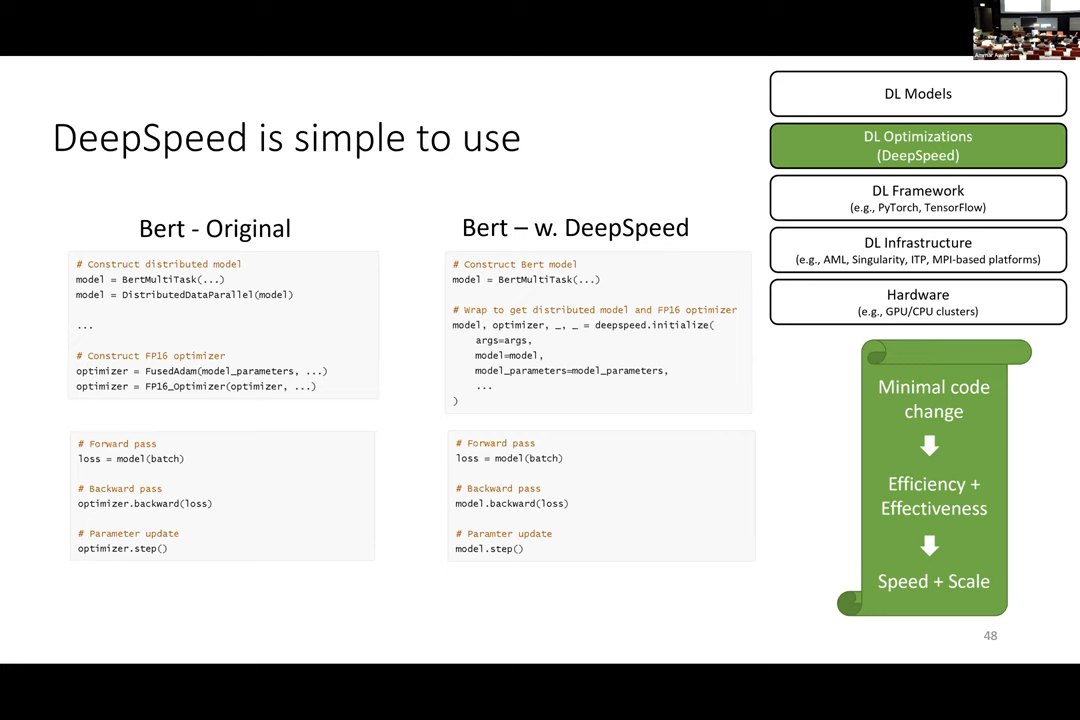 DeepSpeed is simple to use
Bert - Original
# Construct distributed model
model = BertMultiTask(...)
model = DistributedDataParallel(model)
...
# Construct FP16 optimizer
optimizer = FusedAdam(model_parameters, ...)
optimizer = FP16_Optimizer(optimizer, ...)
# Forward pass
loss = model(batch)
# Backward pass
optimizer.backward(loss)
# Parameter update
optimizer.step()
Bert – w. DeepSpeed
# Construct Bert model
model = BertMultiTask(...)
# Wrap to get distributed model and FP16 optimizer
model, optimizer, _, _ = deepspeed.initialize(
args=args,
model=model,
model_parameters=model_parameters,
...
)
# Forward pass
loss = model(batch)
# Backward pass
model.backward(loss)
# Paramter update
model.step()
DL Models
DL Optimizations
(DeepSpeed)
DL Framework
(e.g., PyTorch, TensorFlow)
DL Infrastructure
(e.g., AML, Singularity, ITP, MPI-based platforms)
Hardware
(e.g., GPU/CPU clusters)
Minimal code
change
Efficiency +
Effectiveness
Speed + Scale
48